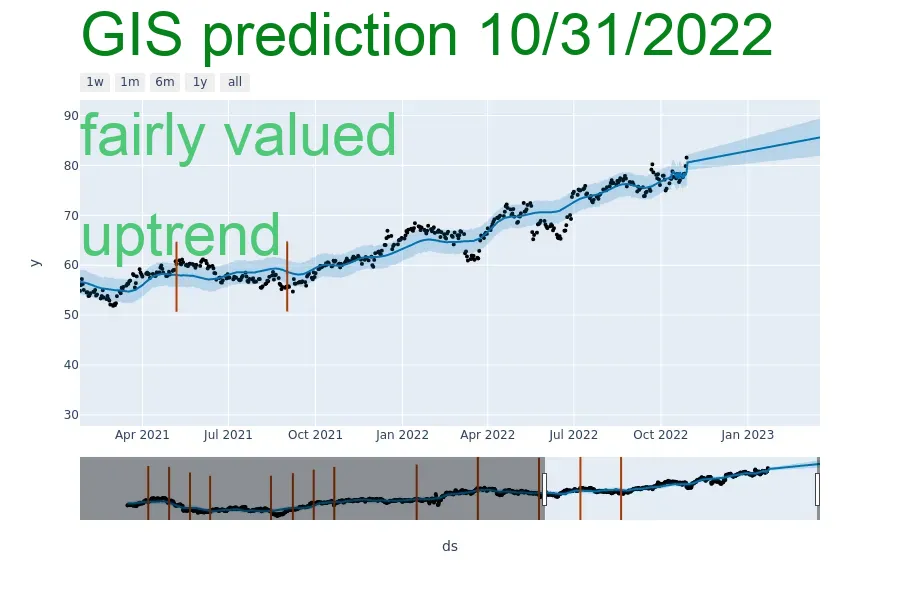 GIS prediction 10/31/2022
1w 1m 6m 1y all
90
fairly valued
80
70
uptrend
60
y
50
40
30
Apr 2021 Jul 2021 Oct 2021 Jan 2022 Apr 2022 Jul 2022 Oct 2022 Jan 2023
ds